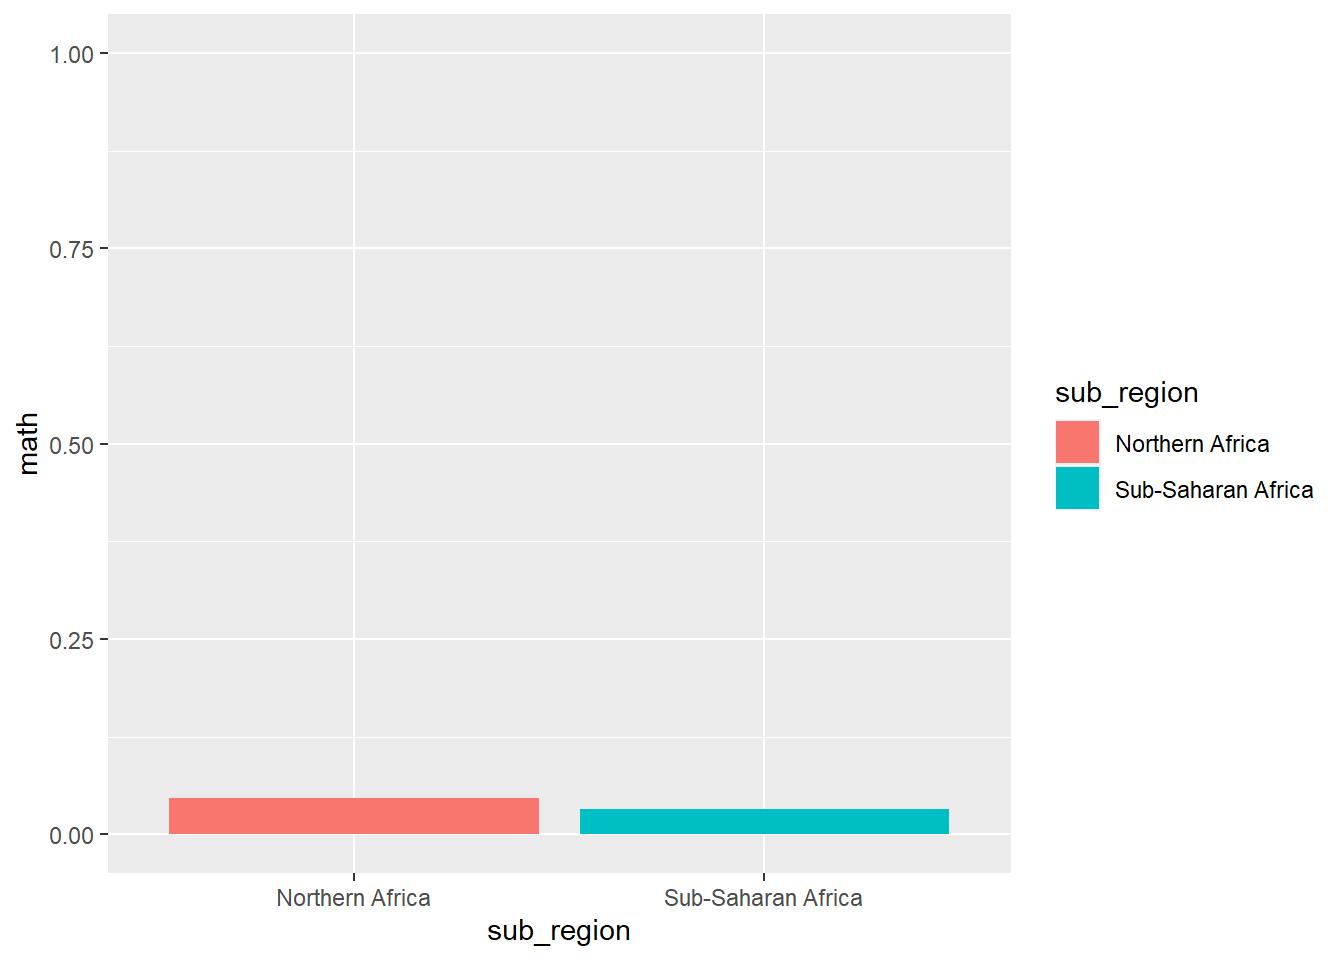 1.00
0.75
0.50
0.25
0.00
math
Northern Africa
Sub-Saharan Africa
sub_region
sub_region
Northern Africa
Sub-Saharan Africa